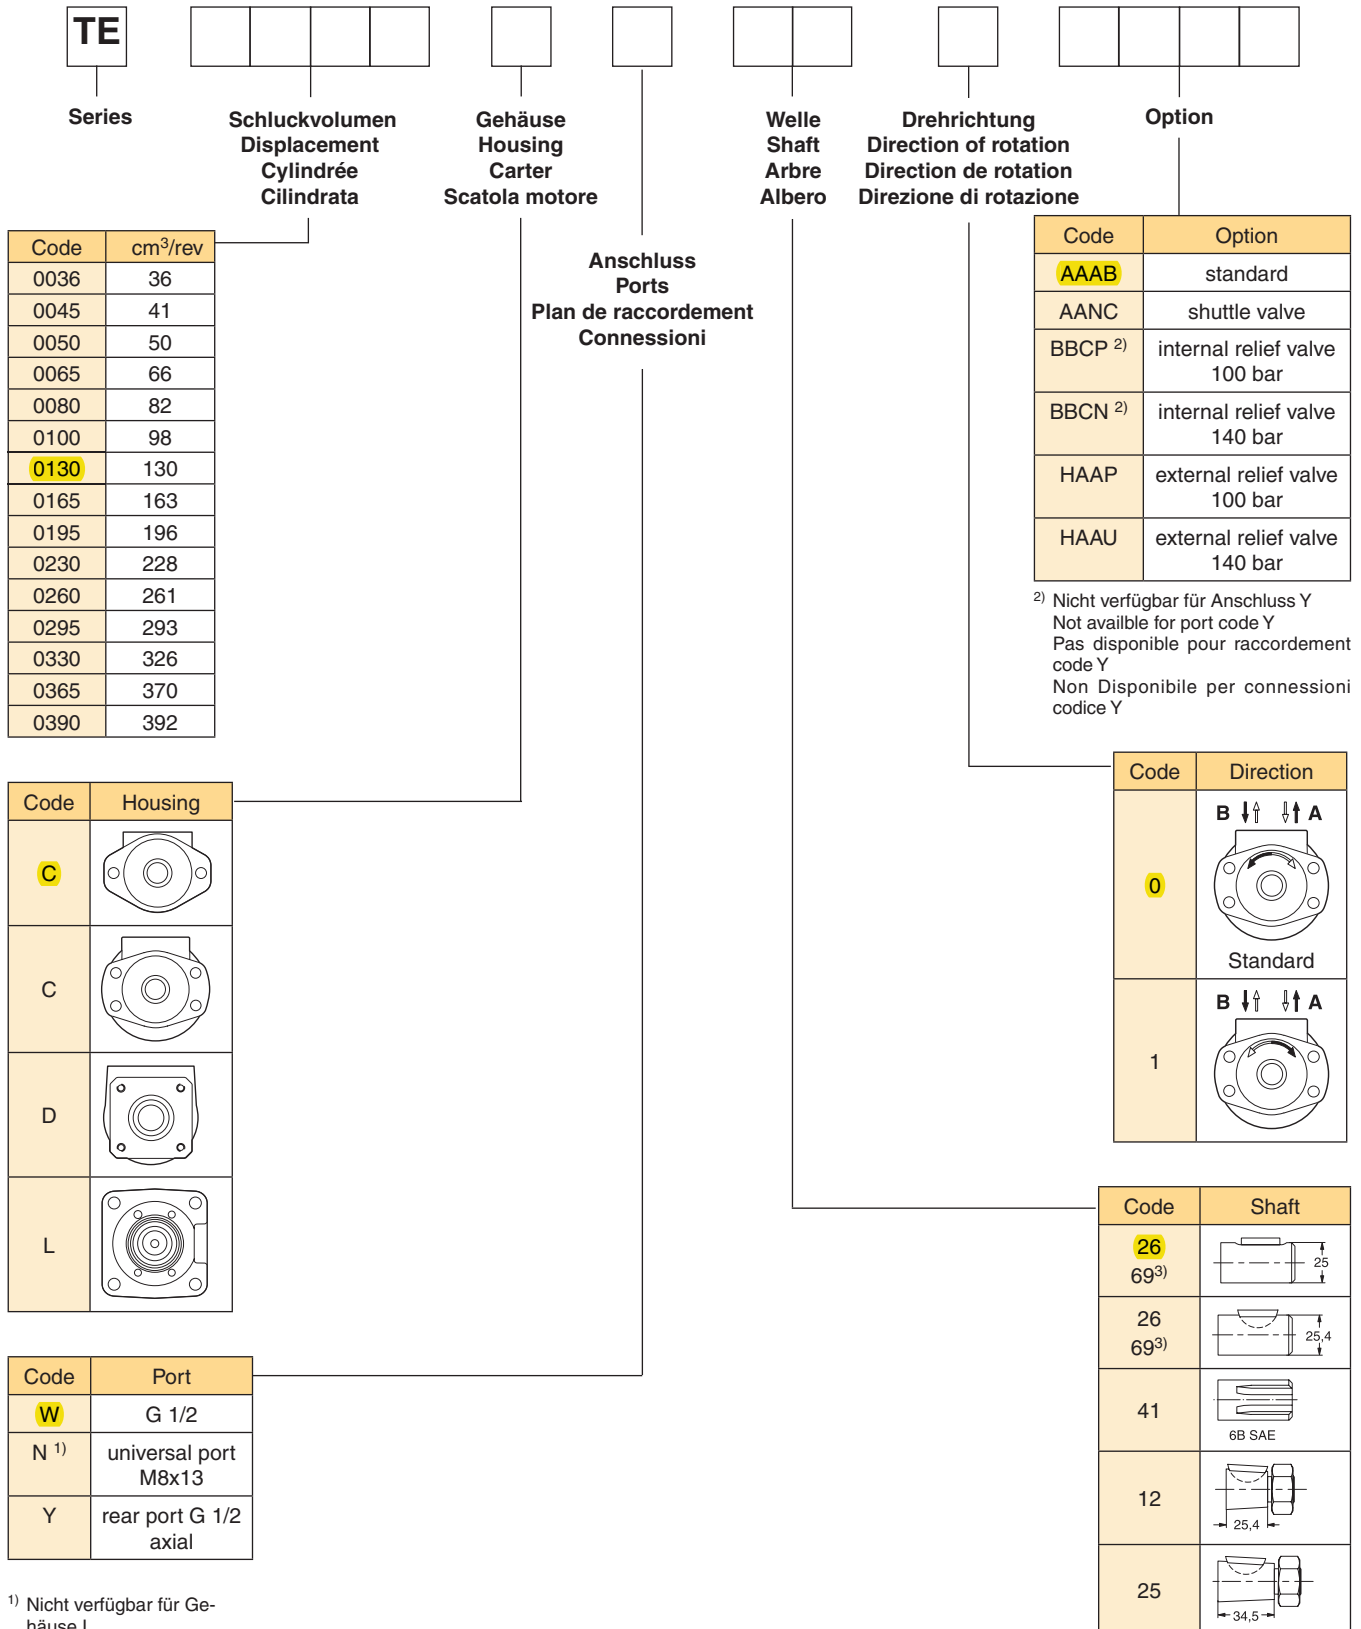 TE
Series
Schluckvolumen
Displacement
Cylindrée
Cilindrata
Gehäuse
Housing
Carter
Scatola motore
Anschluss
Ports
Plan de raccordement
Connessioni
Welle
Shaft
Arbre
Albero
Drehrichtung
Direction of rotation
Direction de rotation
Direzione di rotazione
Option
Code cm³/rev
0036 36
0045 41
0050 50
0065 66
0080 82
0100 98
0130 130
0165 163
0195 196
0230 228
0260 261
0295 293
0330 326
0365 370
0390 392
Code Option
AAAB standard
AANC shuttle valve
BBCP 2) internal relief valve
100 bar
BBCN 2) internal relief valve
140 bar
HAAP external relief valve
100 bar
HAAU external relief valve
140 bar
2) Nicht verfügbar für Anschluss Y
Not availble for port code Y
Pas disponible pour raccordement
code Y
Non Disponibile per connessioni
codice Y
Code Housing
C
C
D
L
Code Direction
B A
0
Standard
B A
1
Code Shaft
26
69 3)
25
26
69 3)
25,4
41
6B SAE
12
25,4
25
34,5
Code Port
W G 1/2
N 1) universal port
M8x13
Y rear port G 1/2
axial
1) Nicht verfügbar für Ge-
häuse L